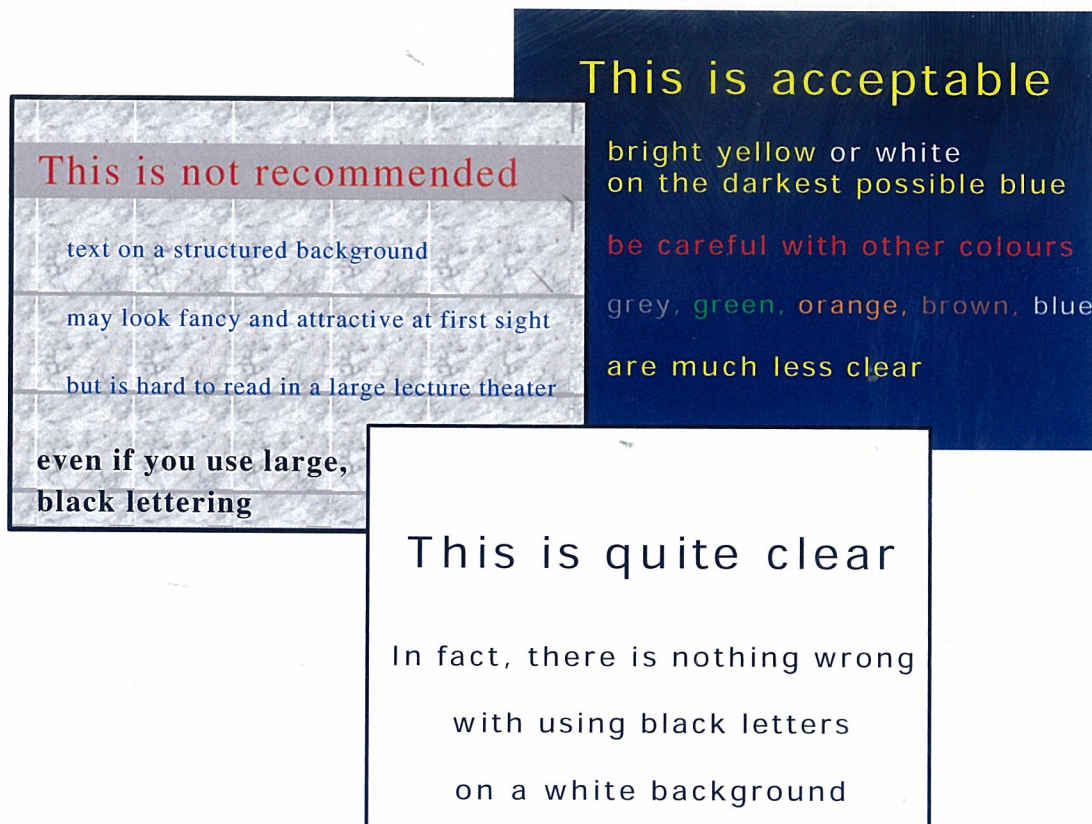 This is not recommended
text on a structured background
may look fancy and attractive at first sight
but is hard to read in a large lecture theater
even if you use large,
black lettering
This is acceptable
bright yellow or white
on the darkest possible blue
be careful with other colours
grey, green, orange, brown, blue
are much less clear
This is quite clear
In fact, there is nothing wrong
with using black letters
on a white background